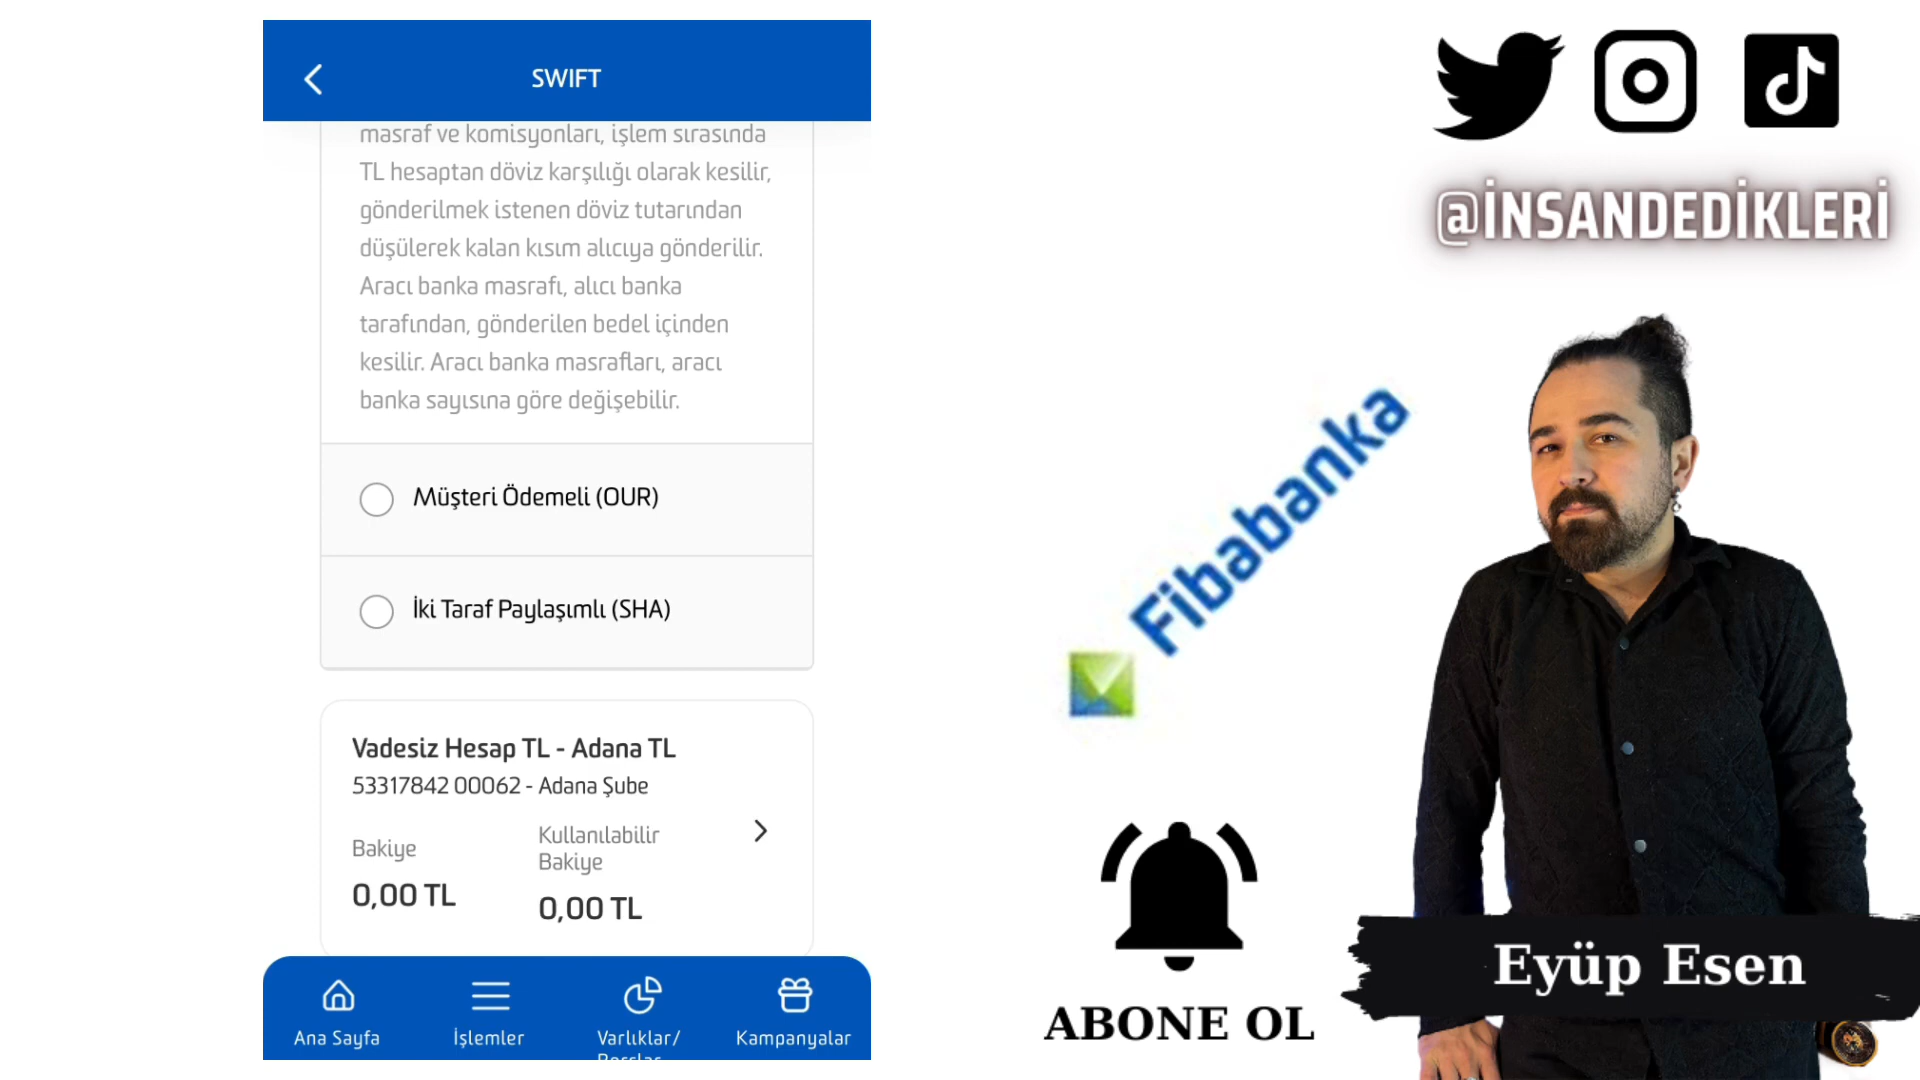 SWIFT
masraf ve komisyonları, işlem sırasında
TL hesaptan döviz karşılığı olarak kesilir,
gönderilmek istenen döviz tutarından
düşülerek kalan kısım alıcıya gönderilir.
Aracı banka masrafı, alıcı banka
tarafından, gönderilen bedel içinden
kesilir. Aracı banka masrafları, aracı
banka sayısına göre değişebilir.
Müşteri Ödemeli (OUR)
İki Taraf Paylaşımlı (SHA)
Vadesiz Hesap TL - Adana TL
53317842 00062 - Adana Şube
Bakiye
0,00 TL
Kullanılabilir
Bakiye
0,00 TL
Ana Sayfa
İşlemler
Varlıklar/
Kampanyalar
@İNSANDEDİKLERİ
Fibabanka
ABONE OL
Eyüp Esen